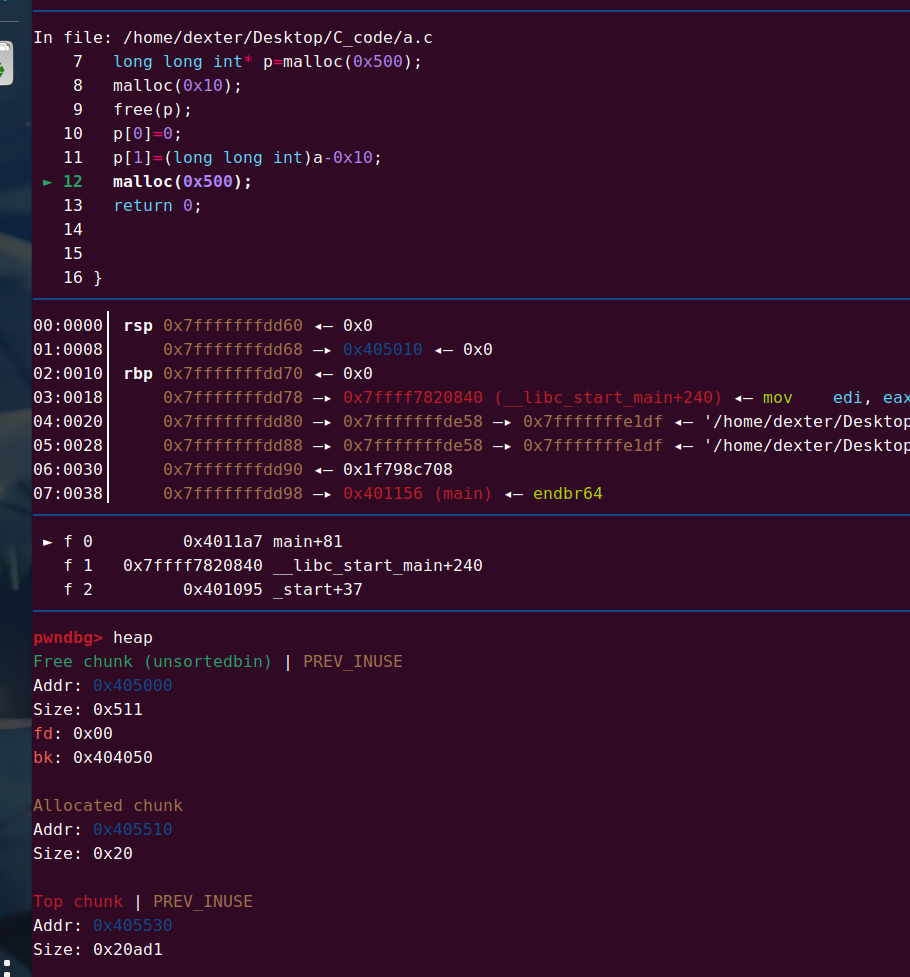 In file: /home/dexter/Desktop/C_code/a.c
7 long long int* p=malloc(0x500);
8 malloc(0x10);
9 free(p);
10 p[0]=0;
11 p[1]=(long long int)a-0x10;
► 12 malloc(0x500);
13 return 0;
14
15
16 }
00:0000│ rsp 0x7fffffffdd60 ◂— 0x0
01:0008│ 0x7fffffffdd68 —▸ 0x405010 ◂— 0x0
02:0010│ rbp 0x7fffffffdd70 ◂— 0x0
03:0018│ 0x7fffffffdd78 —▸ 0x7ffff7820840 (__libc_start_main+240) ◂— mov edi, eax
04:0020│ 0x7fffffffdd80 —▸ 0x7fffffffde58 —▸ 0x7fffffffe1df ◂— '/home/dexter/Desktop
05:0028│ 0x7fffffffdd88 —▸ 0x7fffffffde58 —▸ 0x7fffffffe1df ◂— '/home/dexter/Desktop
06:0030│ 0x7fffffffdd90 ◂— 0x1f798c708
07:0038│ 0x7fffffffdd98 —▸ 0x401156 (main) ◂— endbr64
► f 0 0x4011a7 main+81
f 1 0x7ffff7820840 __libc_start_main+240
f 2 0x401095 _start+37
pwndbg> heap
Free chunk (unsortedbin) | PREV_INUSE
Addr: 0x405000
Size: 0x511
fd: 0x00
bk: 0x404050
Allocated chunk
Addr: 0x405510
Size: 0x20
Top chunk | PREV_INUSE
Addr: 0x405530
Size: 0x20ad1